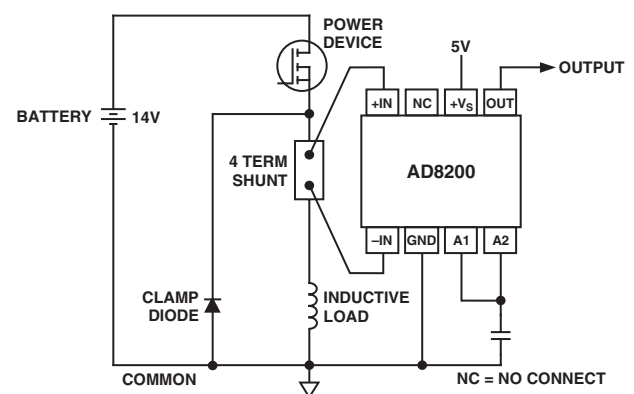 POWER
DEVICE
5V
OUTPUT
+IN
NC
+VS
OUT
BATTERY
14V
4 TERM
SHUNT
AD8200
–IN
GND
A1
A2
CLAMP
DIODE
INDUCTIVE
LOAD
COMMON
NC = NO CONNECT